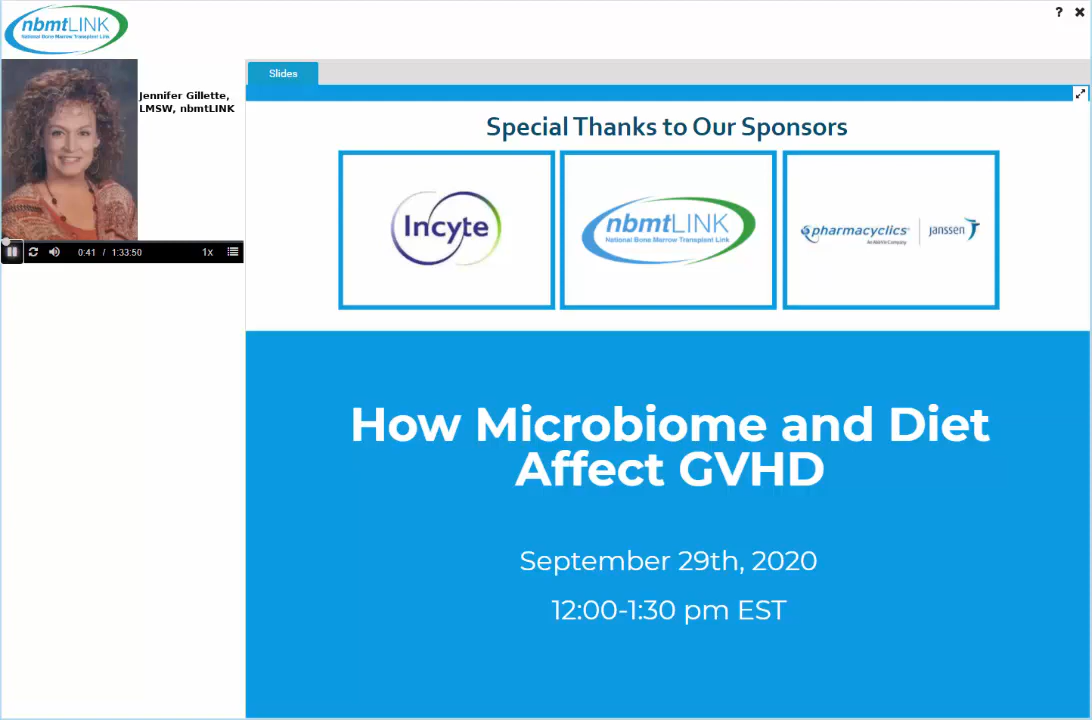 nbmtLINK
National Bone Marrow Transplant Link
? ×
Jennifer Gillette,
LMSW, nbmtLINK
0:41 / 1:33:50 1x
Slides
Special Thanks to Our Sponsors
Incyte
nbmtLINK
National Bone Marrow Transplant Link
pharmacyclics
An AbbVie Company
janssen
How Microbiome and Diet
Affect GVHD
September 29th, 2020
12:00-1:30 pm EST